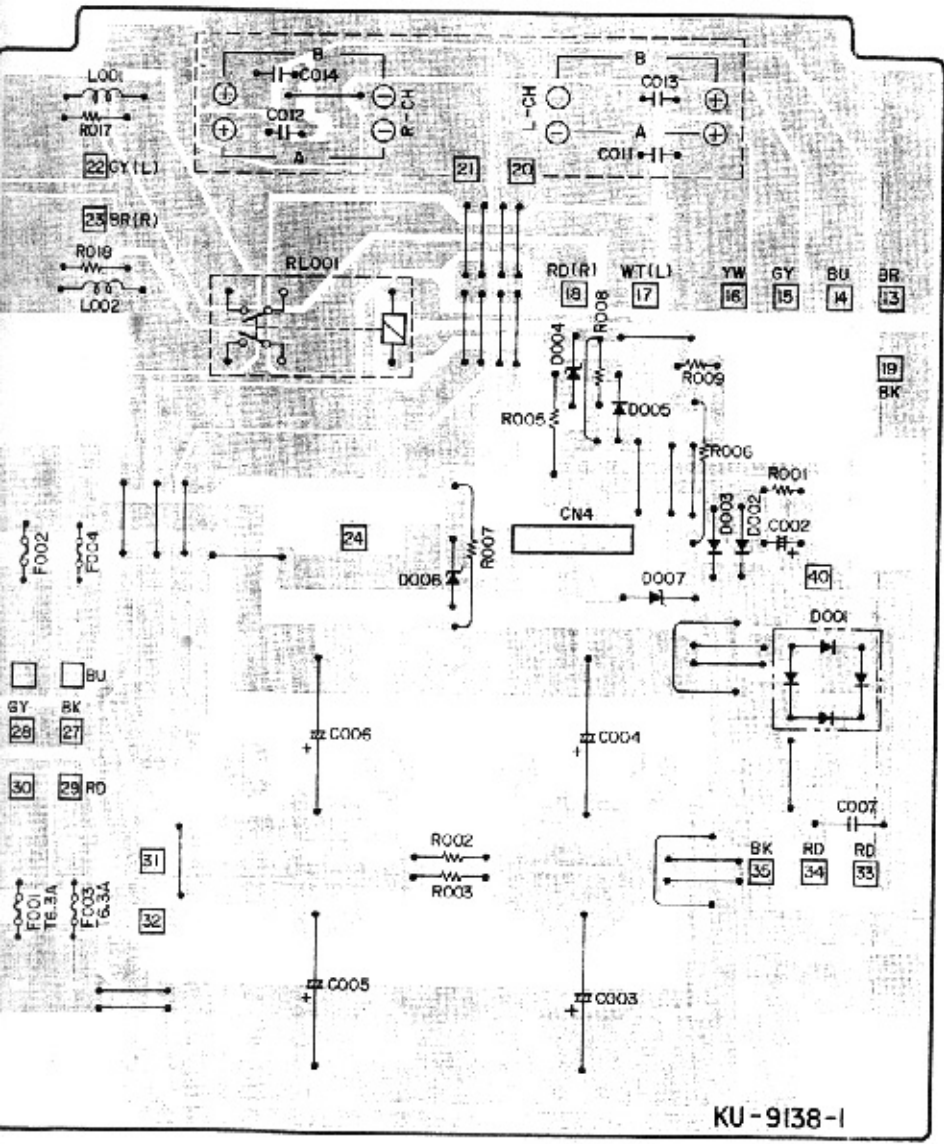 B B
L001 C014 C013
+ − − +
R-CH L-CH
R017 C012
+ − − +
A A
C011
22 GY(L) 21 20
23 BR(R)
R018
L002
RL001
RD(R) WT(L) YW GY BU BR
18 17 16 15 14 13
D004 R008
R009 19
BK
R005 D005
R006
R001
CN4
D003 D002 C002
+
F002 F004 24 R007
D006 D007 40
D001
BU
GY BK
28 27
C006 C004
+ +
30 29 RD
C007
R002
31 BK RD RD
35 34 33
R003
F001
T6.3A
F003
T6.3A
32
C005 C003
+ +
KU-9138-1